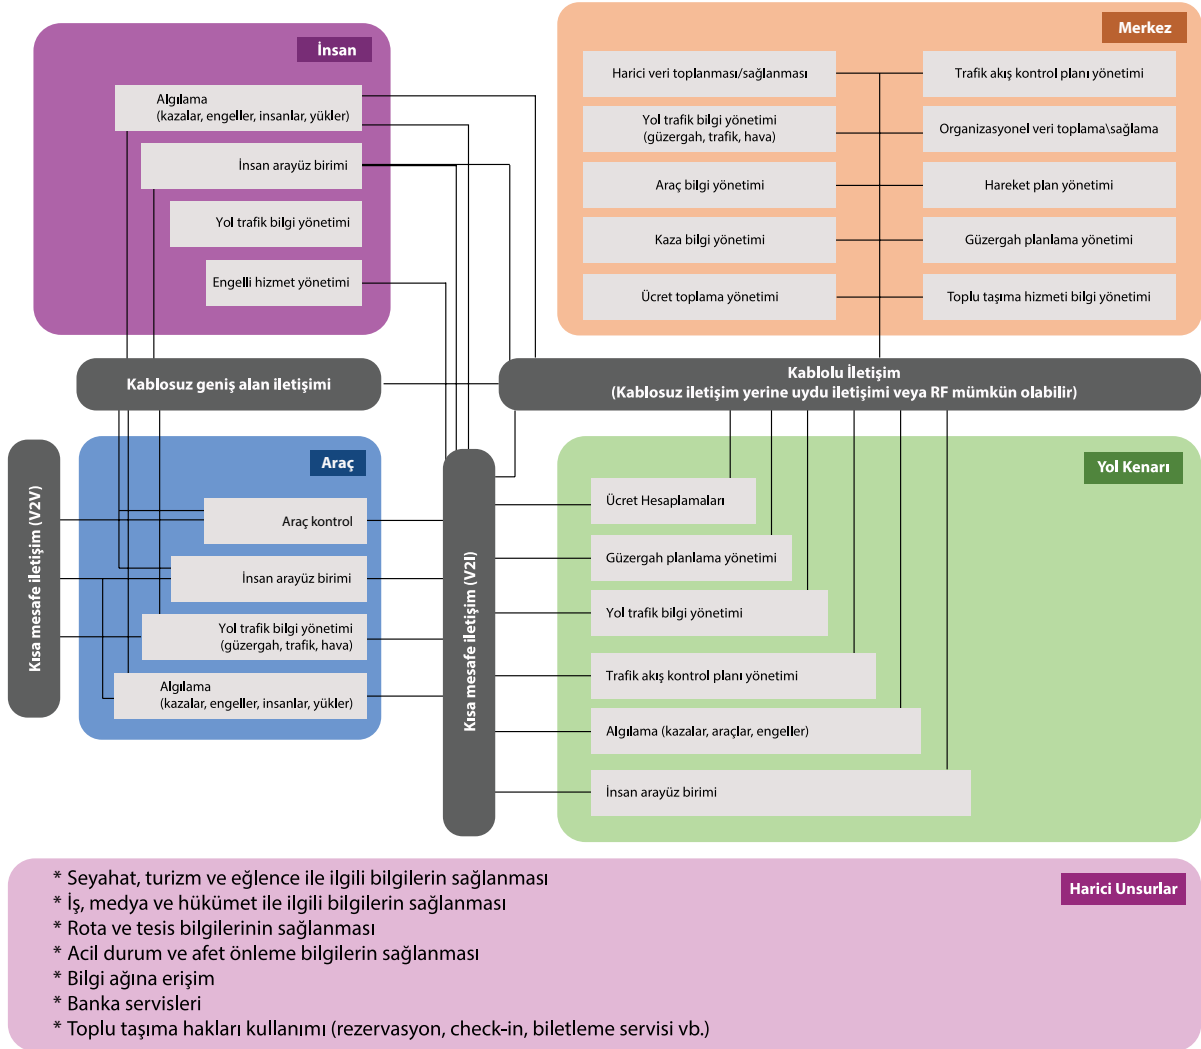 İnsan
Algılama
(kazalar, engeller, insanlar, yükler)
İnsan arayüz birimi
Yol trafik bilgi yönetimi
Engelli hizmet yönetimi
Merkez
Harici veri toplanması/sağlanması
Trafik akış kontrol planı yönetimi
Yol trafik bilgi yönetimi
(güzergah, trafik, hava)
Organizasyonel veri toplama\sağlama
Araç bilgi yönetimi
Hareket plan yönetimi
Kaza bilgi yönetimi
Güzergah planlama yönetimi
Ücret toplama yönetimi
Toplu taşıma hizmeti bilgi yönetimi
Kablosuz geniş alan iletişimi
Kablolu İletişim
(Kablosuz iletişim yerine uydu iletişimi veya RF mümkün olabilir)
Kısa mesafe iletişim (V2V)
Araç
Araç kontrol
İnsan arayüz birimi
Yol trafik bilgi yönetimi
(güzergah, trafik, hava)
Algılama
(kazalar, engeller, insanlar, yükler)
Kısa mesafe iletişim (V2I)
Yol Kenarı
Ücret Hesaplamaları
Güzergah planlama yönetimi
Yol trafik bilgi yönetimi
Trafik akış kontrol planı yönetimi
Algılama (kazalar, araçlar, engeller)
İnsan arayüz birimi
Harici Unsurlar
* Seyahat, turizm ve eğlence ile ilgili bilgilerin sağlanması
* İş, medya ve hükümet ile ilgili bilgilerin sağlanması
* Rota ve tesis bilgilerinin sağlanması
* Acil durum ve afet önleme bilgilerin sağlanması
* Bilgi ağına erişim
* Banka servisleri
* Toplu taşıma hakları kullanımı (rezervasyon, check-in, biletleme servisi vb.)